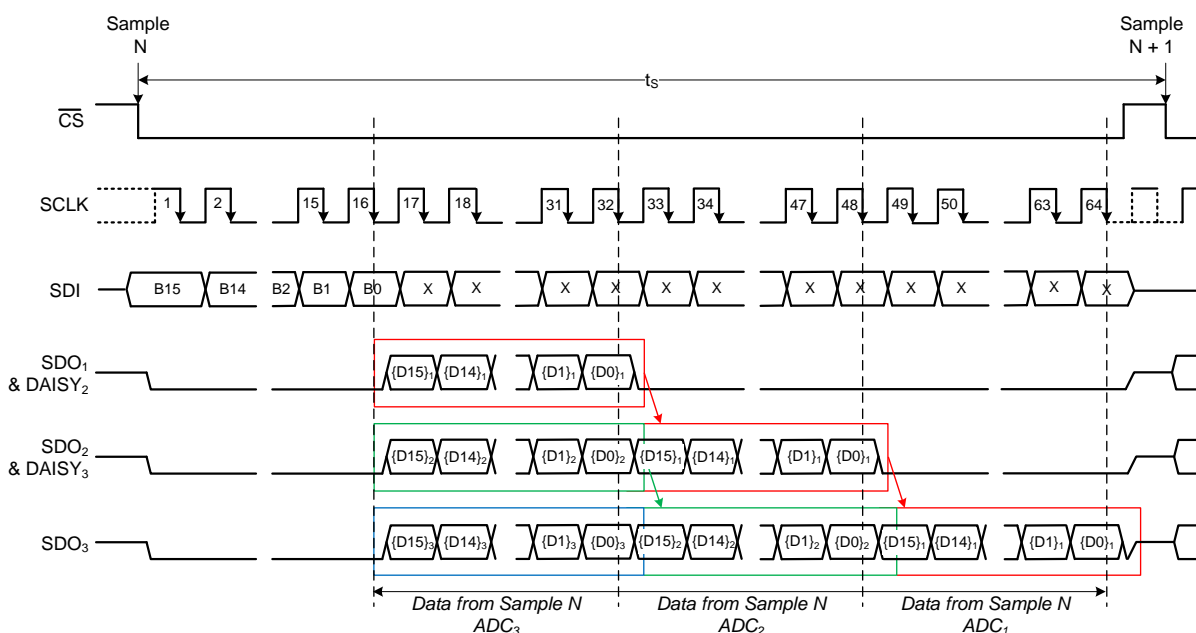 Sample
N
Sample
N + 1
tS
CS
SCLK
1 2 15 16 17 18 31 32 33 34 47 48 49 50 63 64
SDI
B15 B14 B2 B1 B0 X X X X X X X X X X X X
SDO1
& DAISY2
{D15}1 {D14}1 {D1}1 {D0}1
SDO2
& DAISY3
{D15}2 {D14}2 {D1}2 {D0}2 {D15}1 {D14}1 {D1}1 {D0}1
SDO3
{D15}3 {D14}3 {D1}3 {D0}3 {D15}2 {D14}2 {D1}2 {D0}2 {D15}1 {D14}1 {D1}1 {D0}1
Data from Sample N
ADC3
Data from Sample N
ADC2
Data from Sample N
ADC1